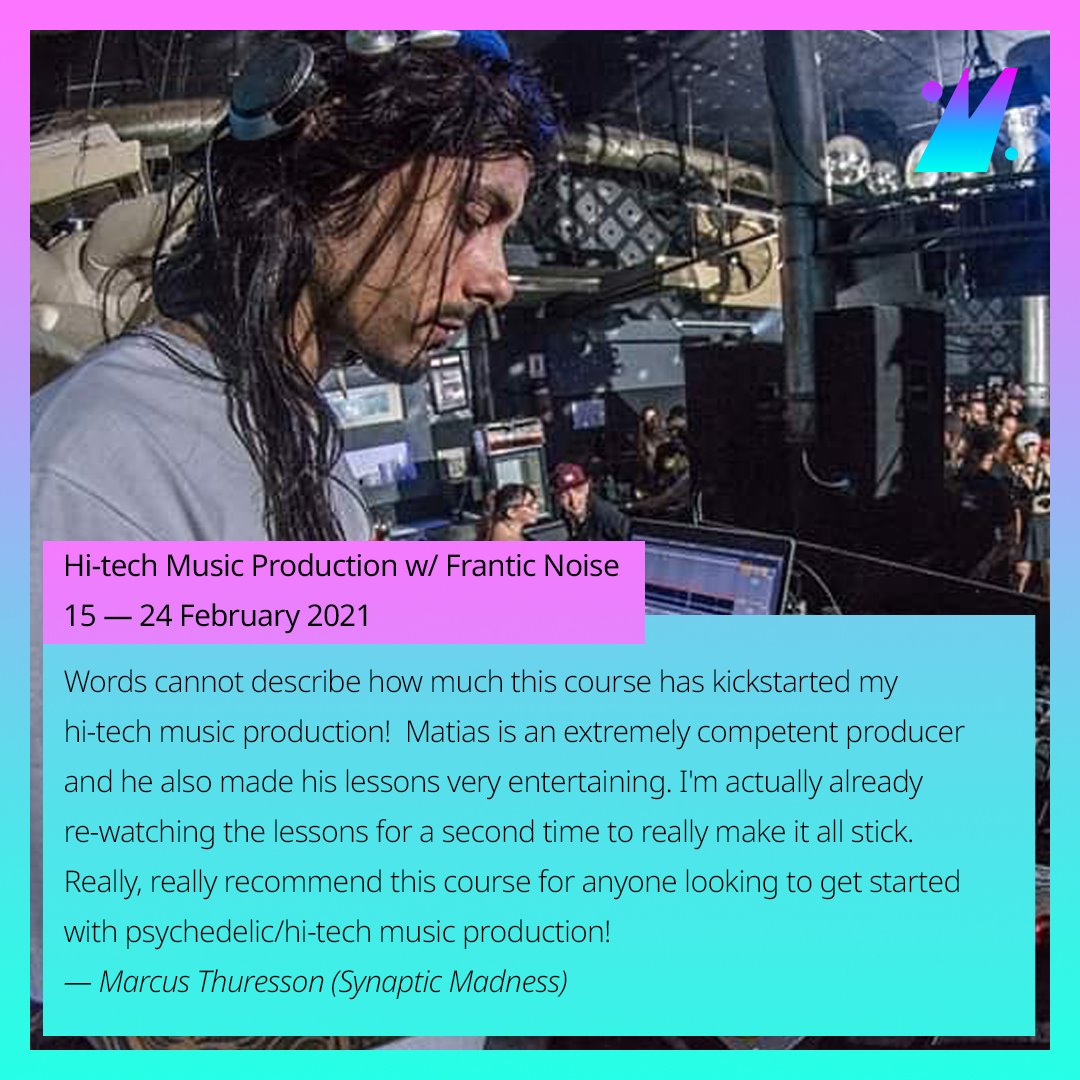 Hi-tech Music Production w/ Frantic Noise
15 — 24 February 2021
Words cannot describe how much this course has kickstarted my
hi-tech music production!  Matias is an extremely competent producer
and he also made his lessons very entertaining. I'm actually already
re-watching the lessons for a second time to really make it all stick.
Really, really recommend this course for anyone looking to get started
with psychedelic/hi-tech music production!
— Marcus Thuresson (Synaptic Madness)